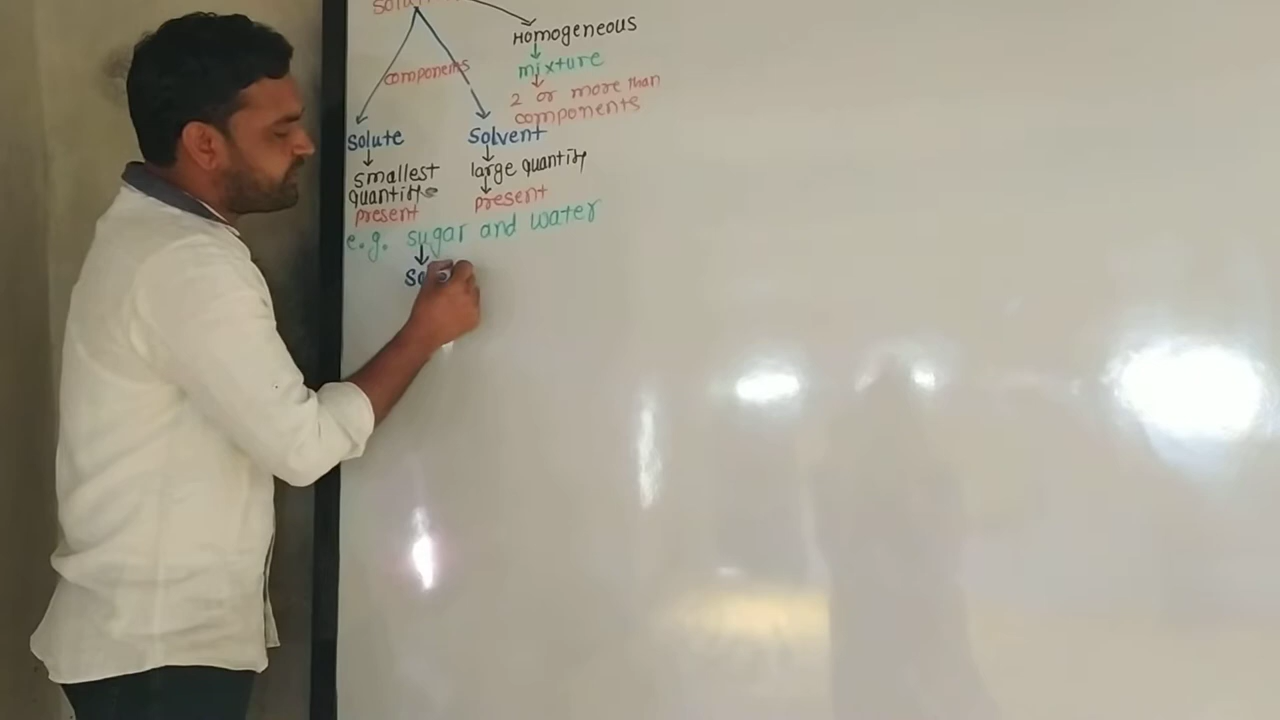 Homogeneous
components
mixture
2 or more than
components
Solute
Solvent
smallest
quantity
present
large quantity
present
e.g. sugar and water